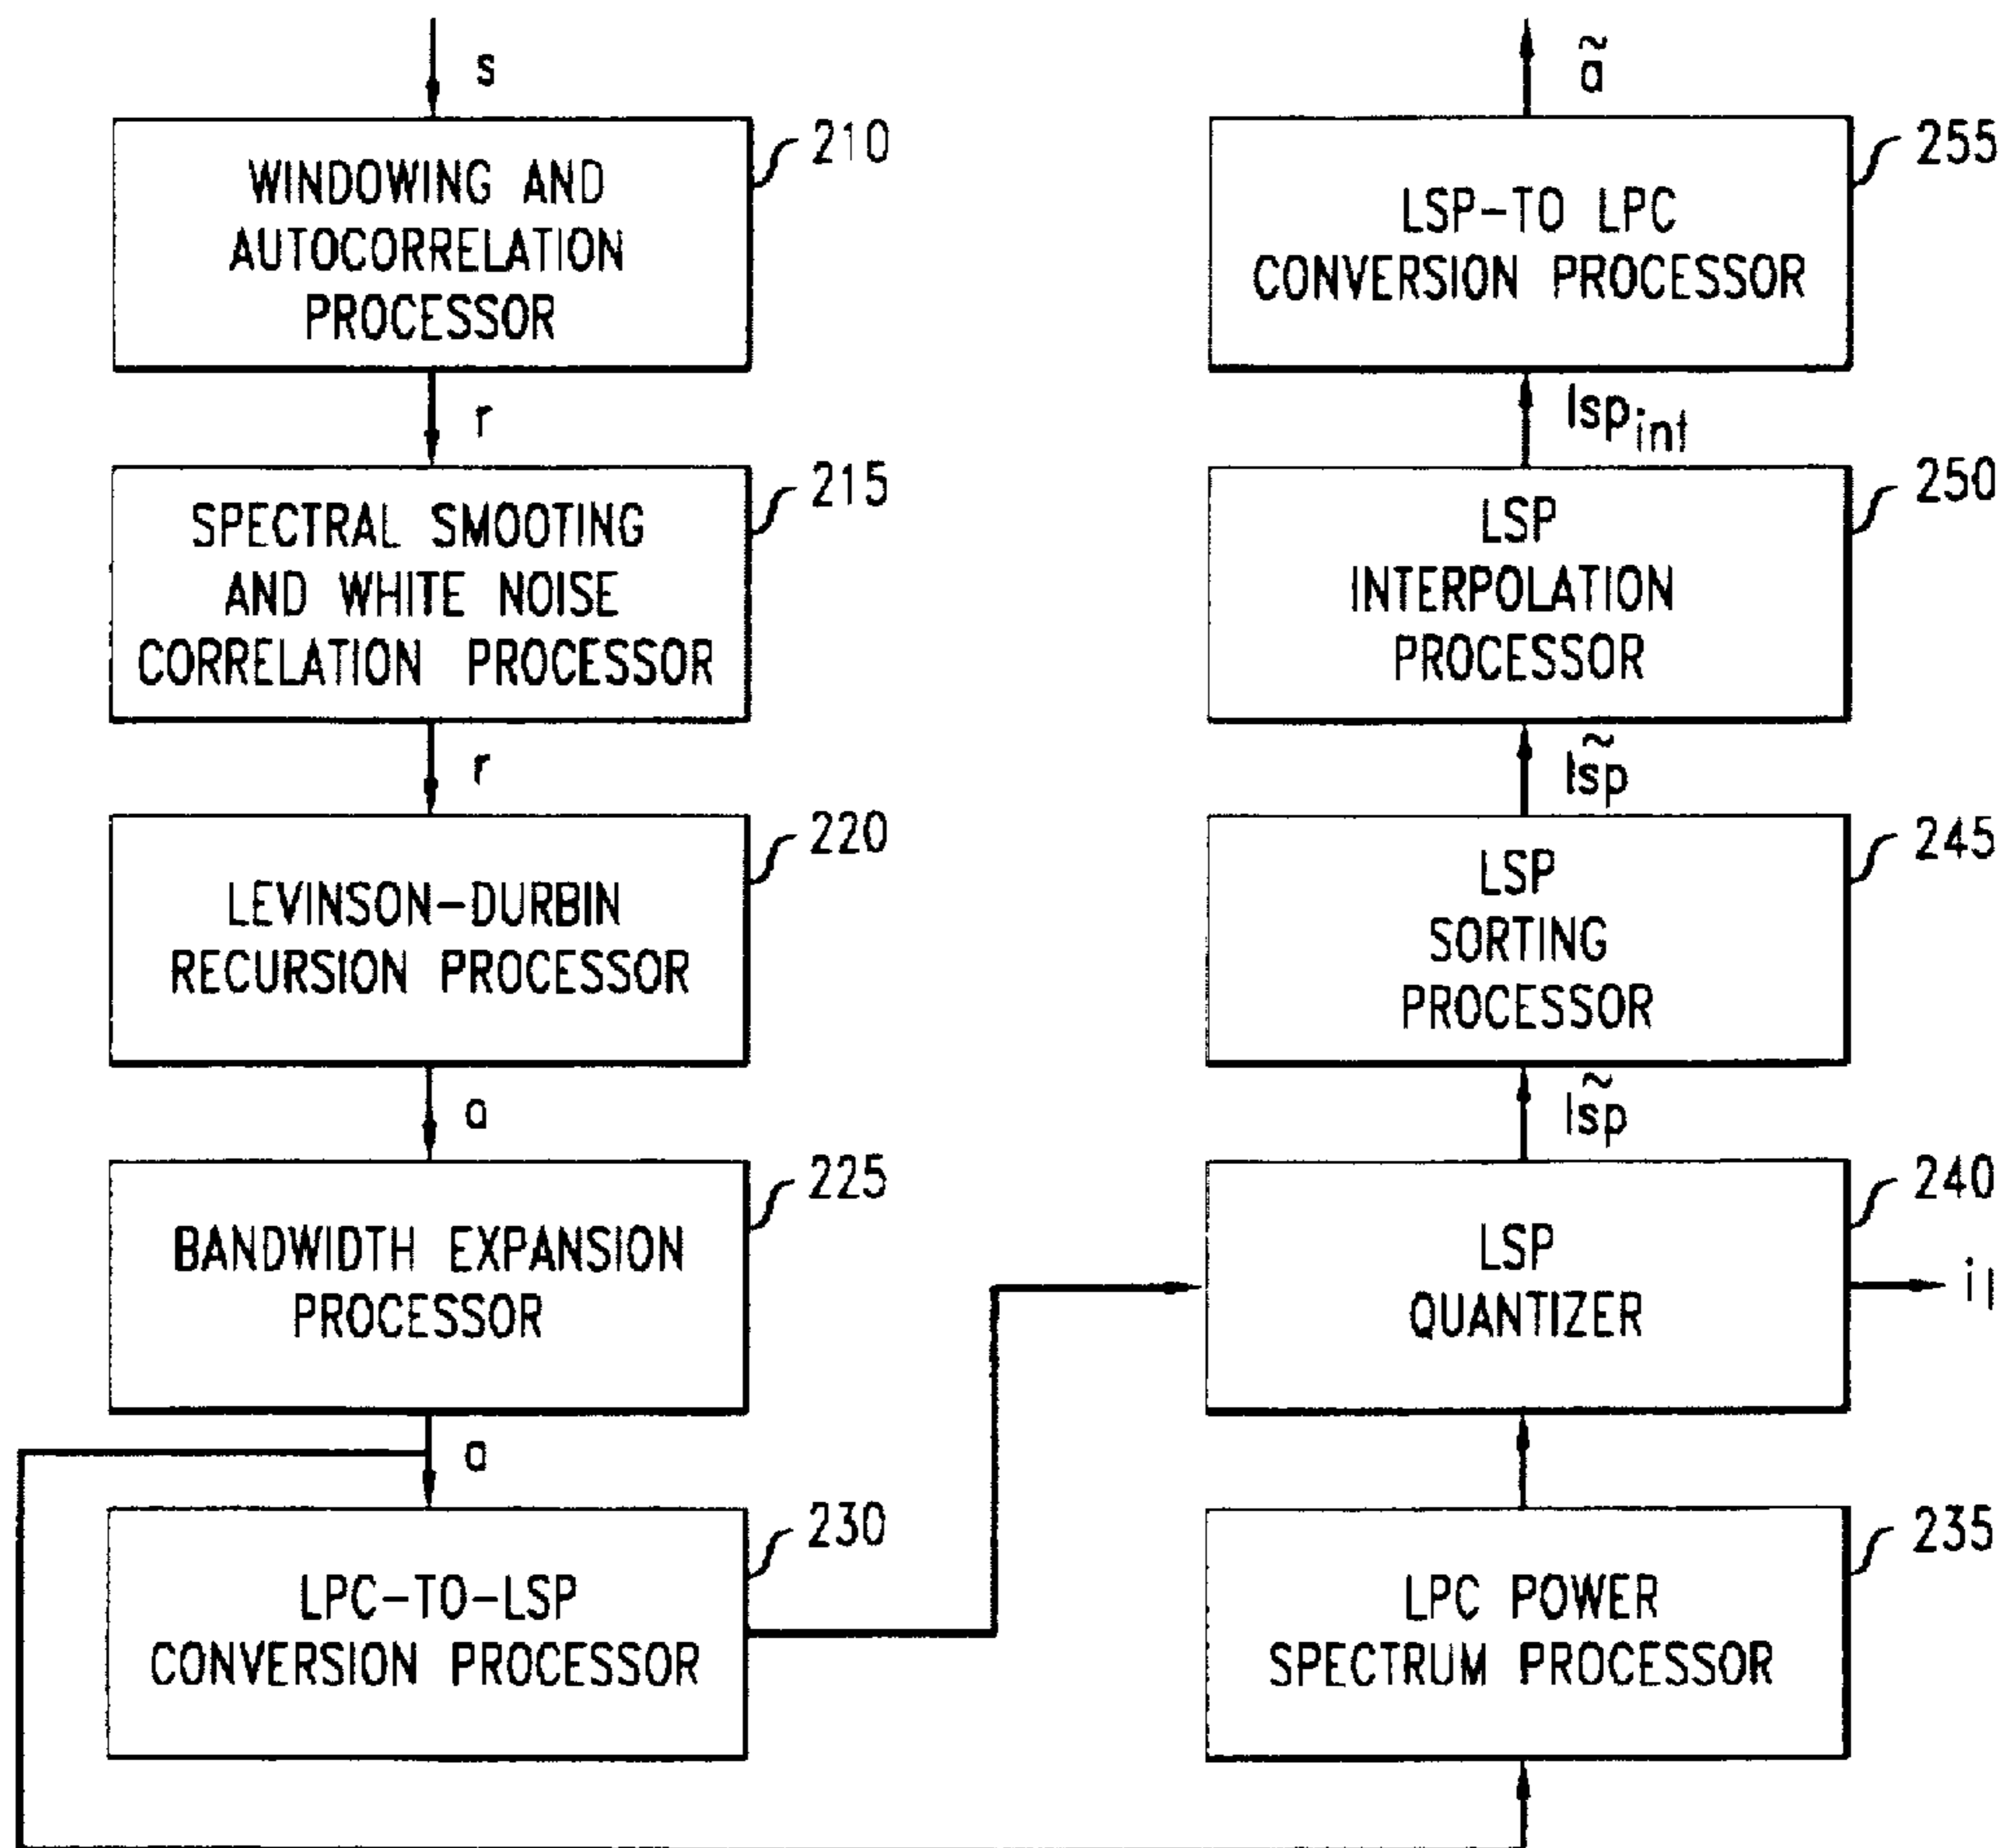 s
WINDOWING AND
AUTOCORRELATION
PROCESSOR
210
r
SPECTRAL SMOOTING
AND WHITE NOISE
CORRELATION PROCESSOR
215
r
LEVINSON-DURBIN
RECURSION PROCESSOR
220
a
BANDWIDTH EXPANSION
PROCESSOR
225
a
LPC-TO-LSP
CONVERSION PROCESSOR
230
ã
LSP-TO LPC
CONVERSION PROCESSOR
255
lsp_int
LSP
INTERPOLATION
PROCESSOR
250
ls̃p
LSP
SORTING
PROCESSOR
245
ls̃p
LSP
QUANTIZER
240
il
LPC POWER
SPECTRUM PROCESSOR
235